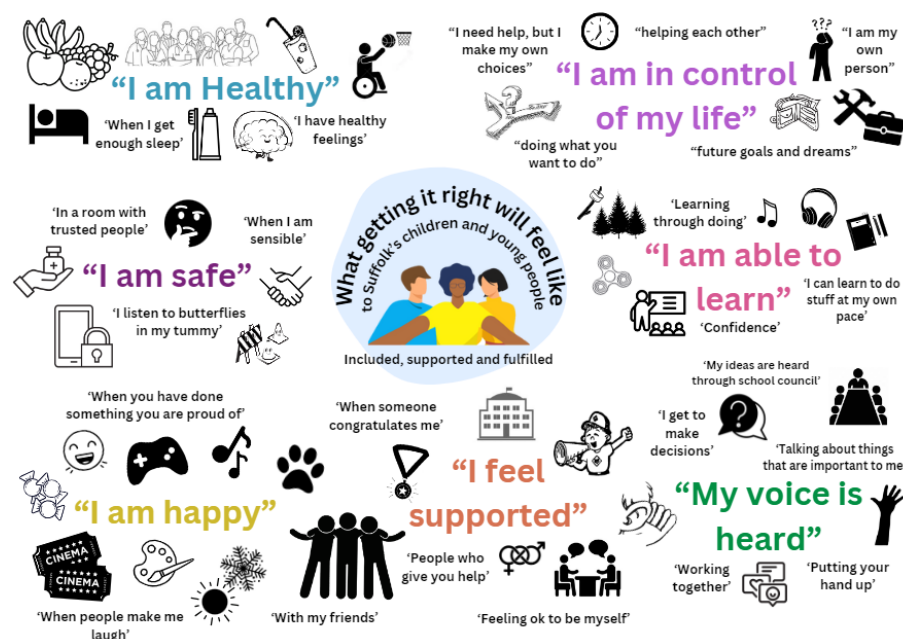 “I am Healthy”
‘When I get
enough sleep’
‘I have healthy
feelings’
“I need help, but I
make my own
choices”
“helping each other”
“I am my
own
person”
“I am in control
of my life”
“doing what you
want to do”
“future goals and dreams”
‘In a room with
trusted people’
‘When I am
sensible’
“I am safe”
‘I listen to butterflies
in my tummy’
What getting it right will feel like
to Suffolk’s children and young people
Included, supported and fulfilled
‘Learning
through doing’
“I am able to
learn”
‘I can learn to do
stuff at my own
pace’
‘Confidence’
‘When you have done
something you are proud of’
“I am happy”
CINEMA
CINEMA
‘When people make me
laugh’
‘With my friends’
‘When someone
congratulates me’
“I feel
supported”
‘People who
give you help’
‘Feeling ok to be myself’
‘My ideas are heard
through school council’
‘I get to
make
decisions’
‘Talking about things
that are important to me’
“My voice is
heard”
‘Working
together’
‘Putting your
hand up’